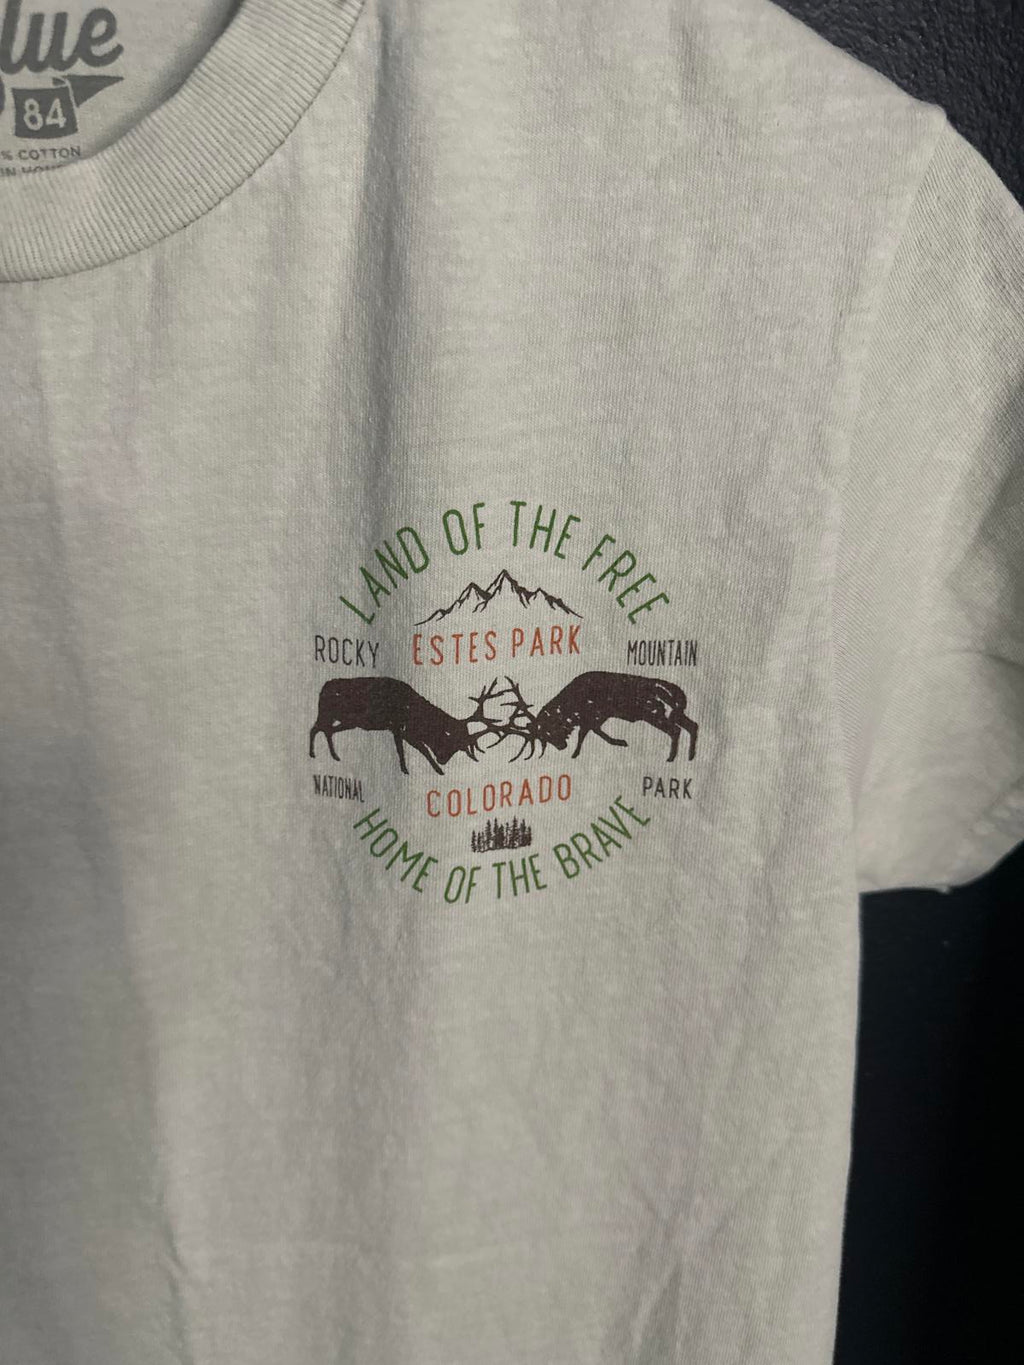 lue
84
% COTTON
LAND OF THE FREE
ROCKY ESTES PARK MOUNTAIN
NATIONAL COLORADO PARK
HOME OF THE BRAVE